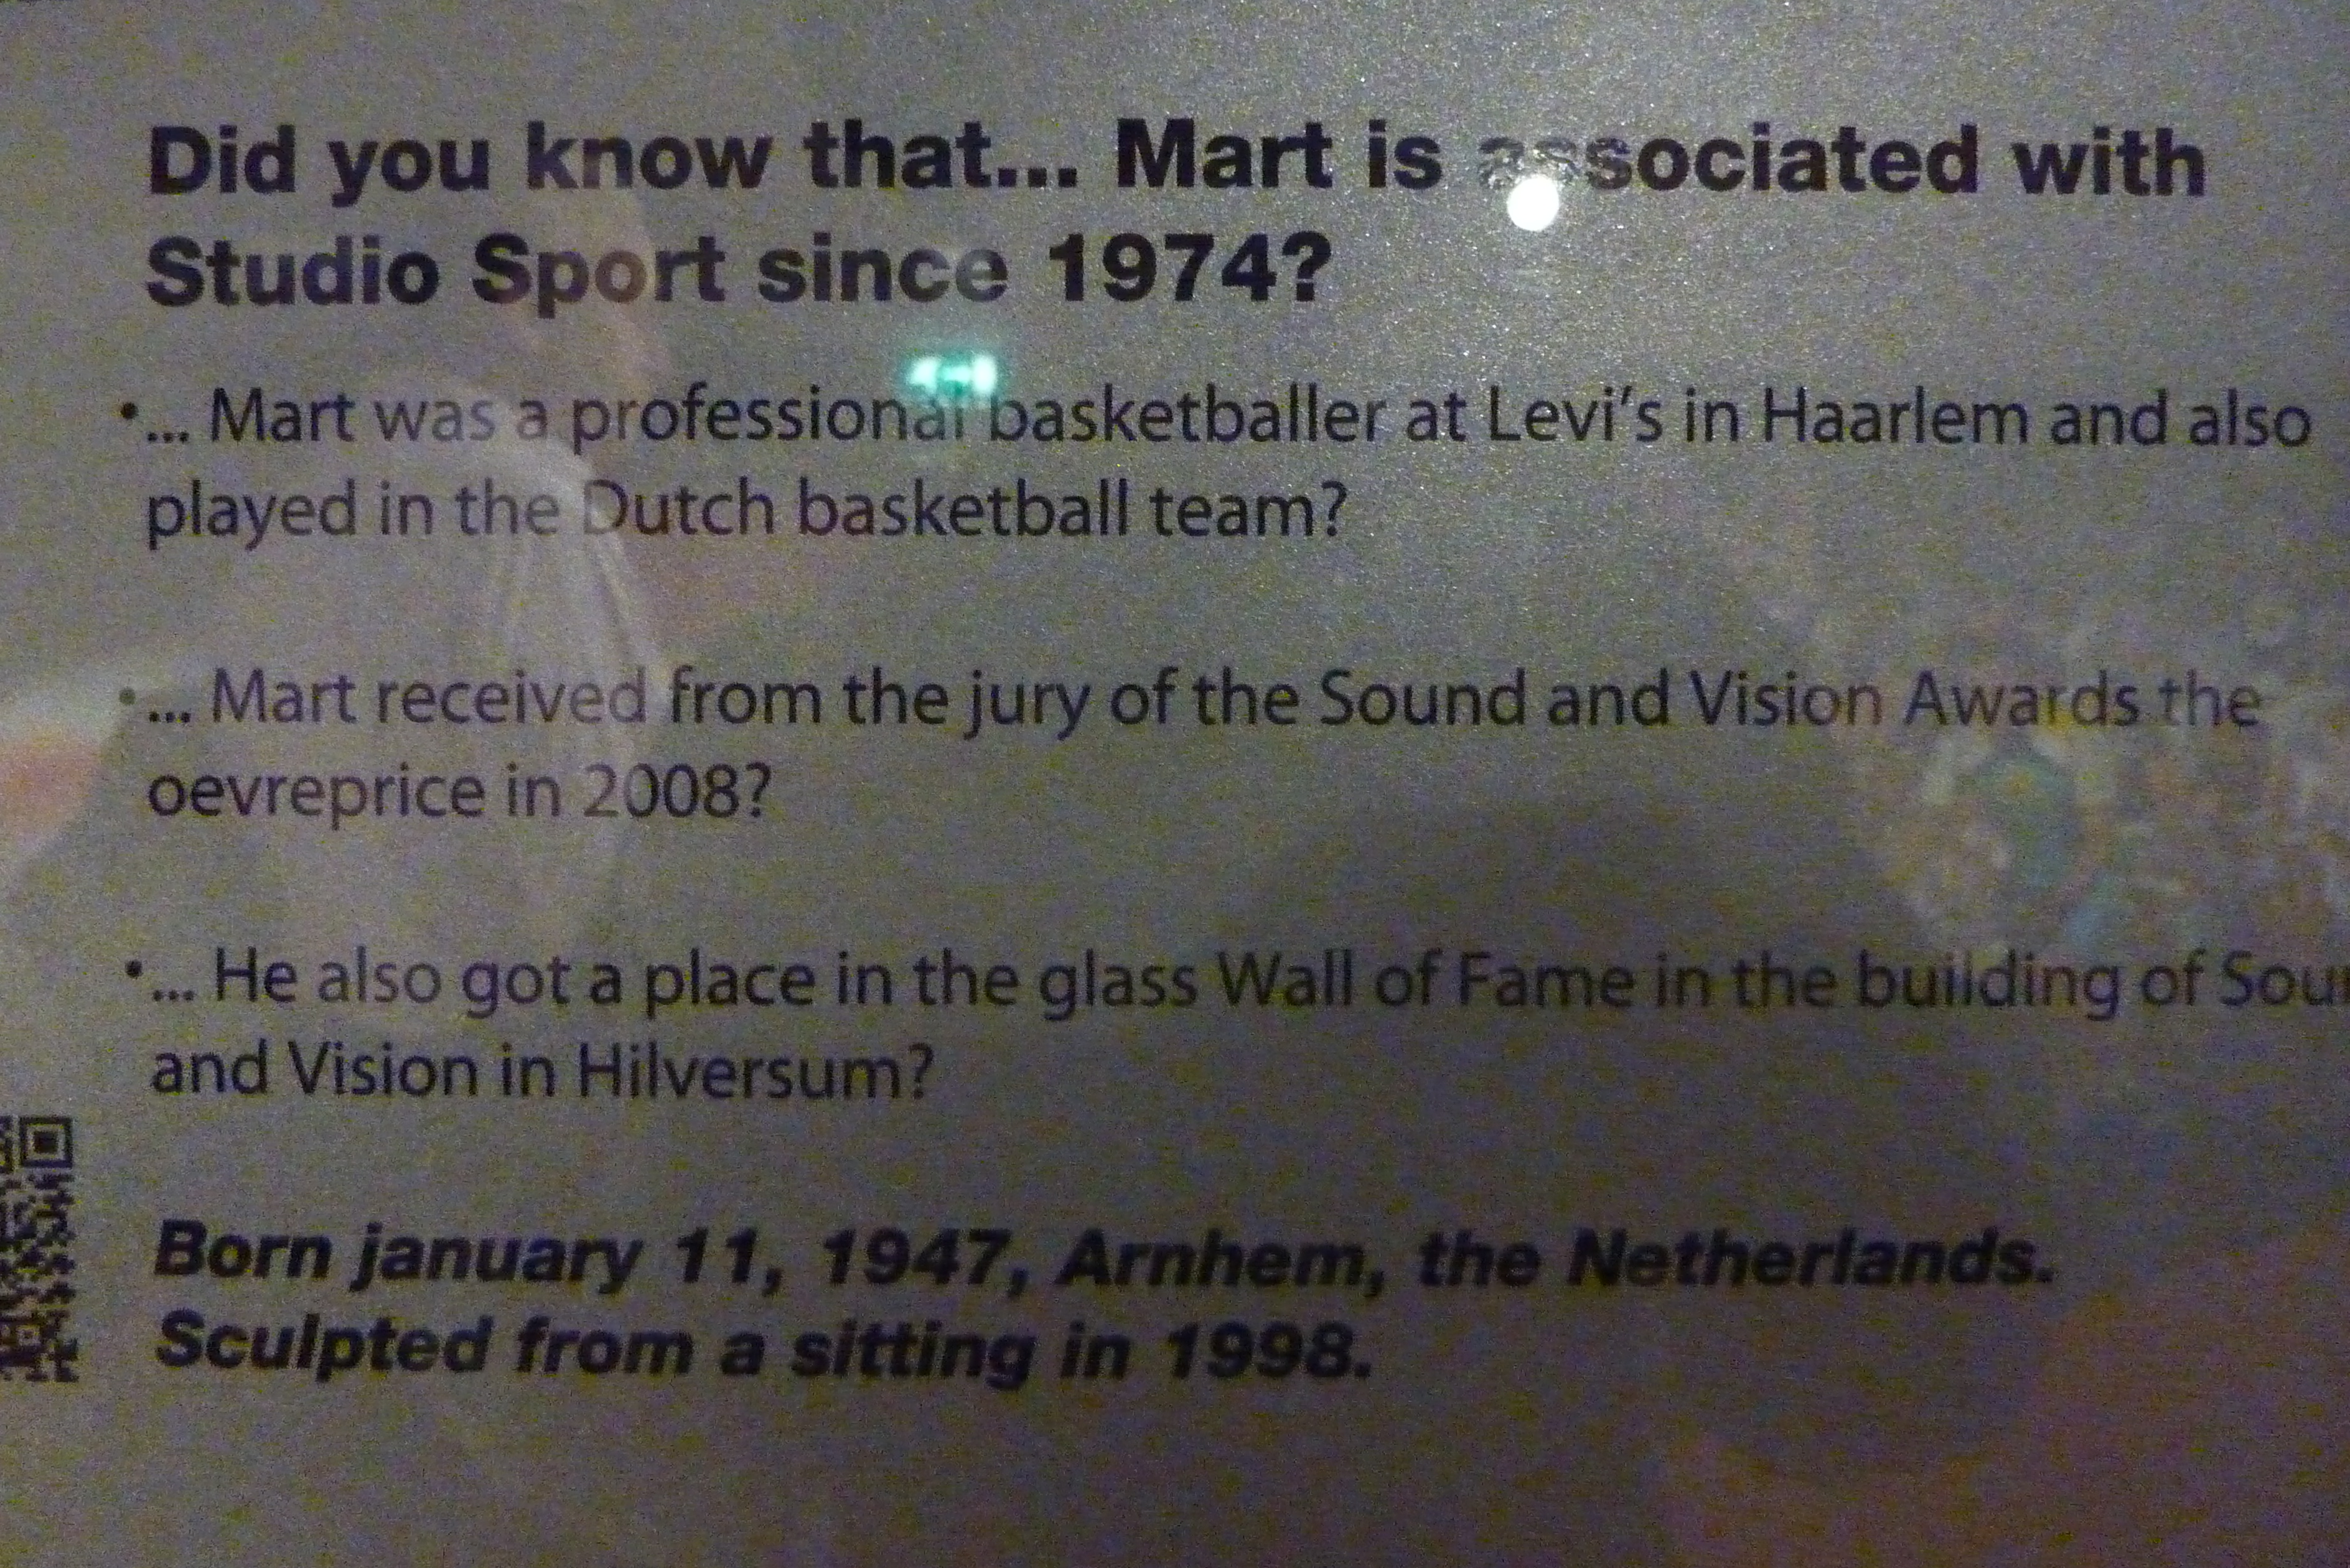 Did you know that... Mart is associated with
Studio Sport since 1974?
•... Mart was a professional basketballer at Levi's in Haarlem and also
played in the Dutch basketball team?
•... Mart received from the jury of the Sound and Vision Awards the
oevreprice in 2008?
•... He also got a place in the glass Wall of Fame in the building of
and Vision in Hilversum?
Born january 11, 1947, Arnhem, the Netherlands.
Sculpted from a sitting in 1998.